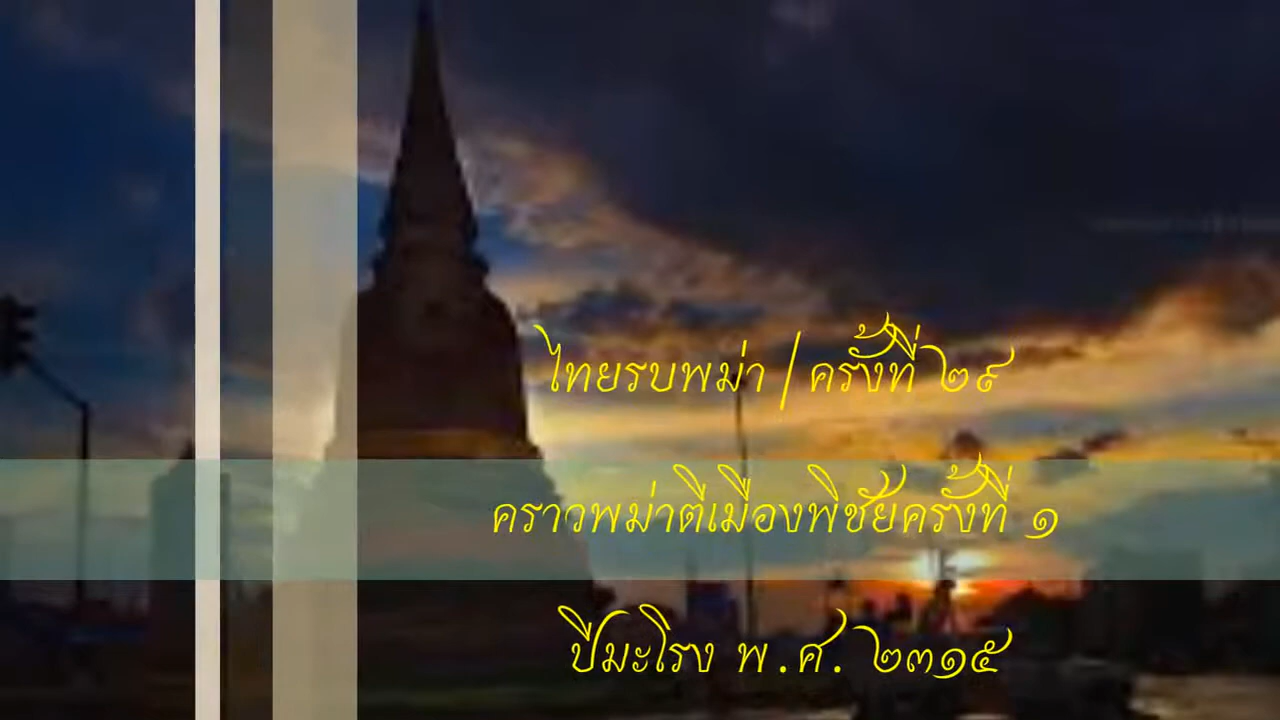 ไทยรบพม่า / ครั้งที่ ๒๙
คราวพม่าตีเมืองพิชัยครั้งที่ ๑
ปีมะโรง พ.ศ. ๒๓๑๕